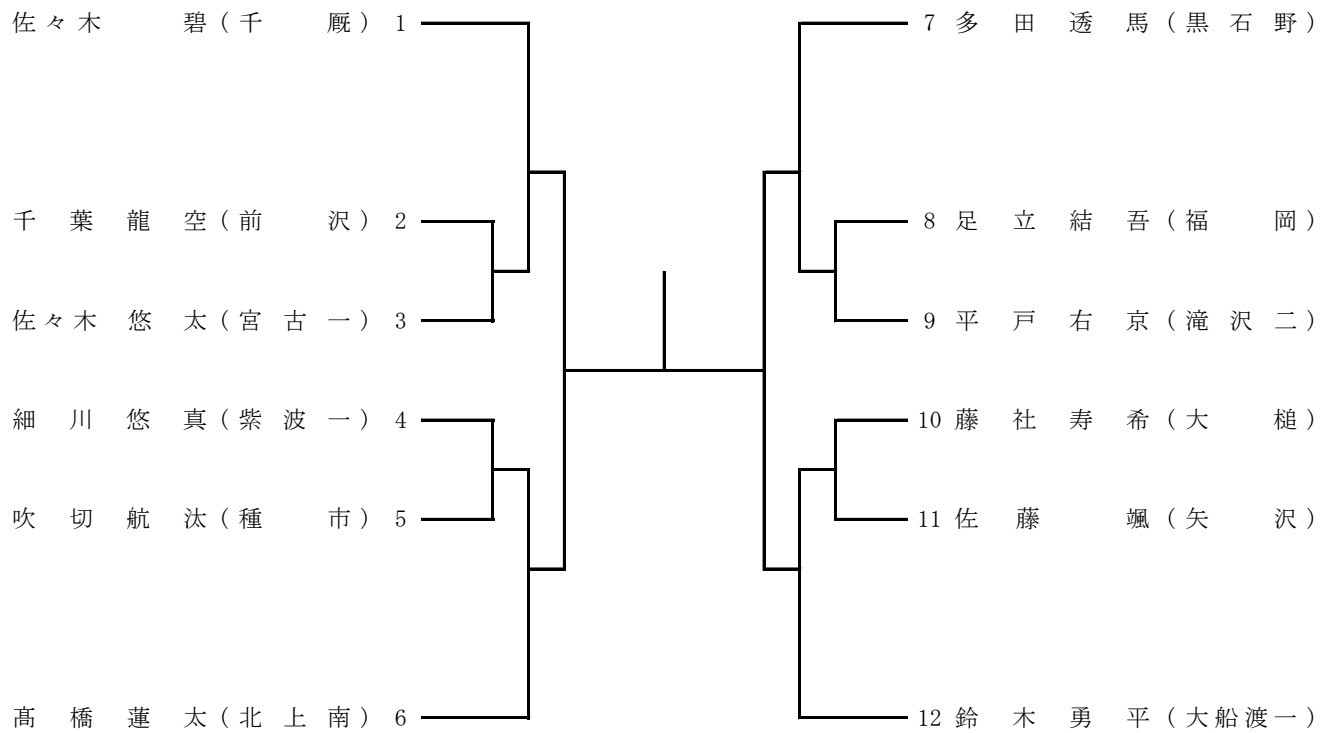 佐々木 碧(千厩) 1
千葉龍空(前沢) 2
佐々木悠太(宮古一) 3
細川悠真(紫波一) 4
吹切航汰(種市) 5
髙橋蓮太(北上南) 6
7 多田透馬(黒石野)
8 足立結吾(福岡)
9 平戸右京(滝沢二)
10 藤社寿希(大槌)
11 佐藤颯(矢沢)
12 鈴木勇平(大船渡一)